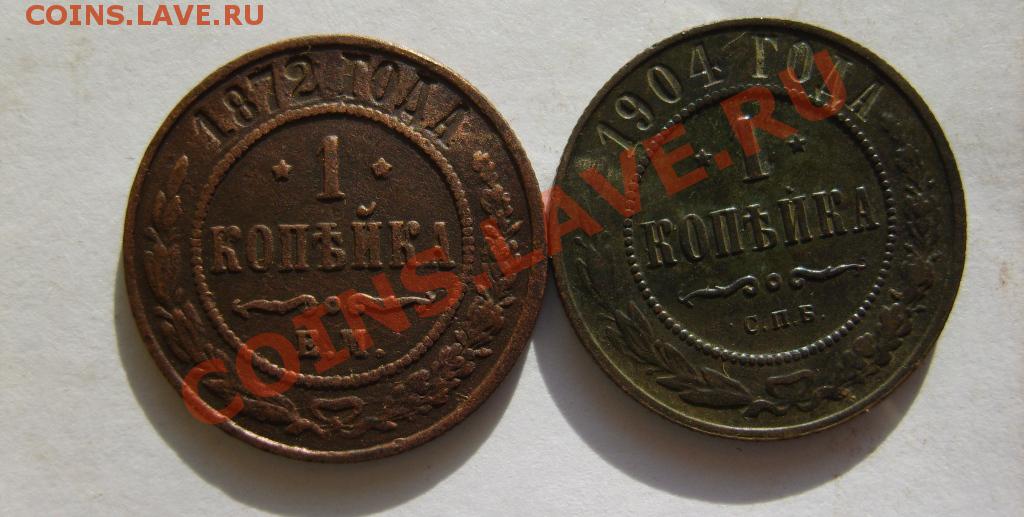 COINS.LAVE.RU
1872 ГОДА
1
КОПѢЙКА
Е.М.
1904 ГОДА
1
КОПѢЙКА
С.П.Б.
COINS.LAVE.RU